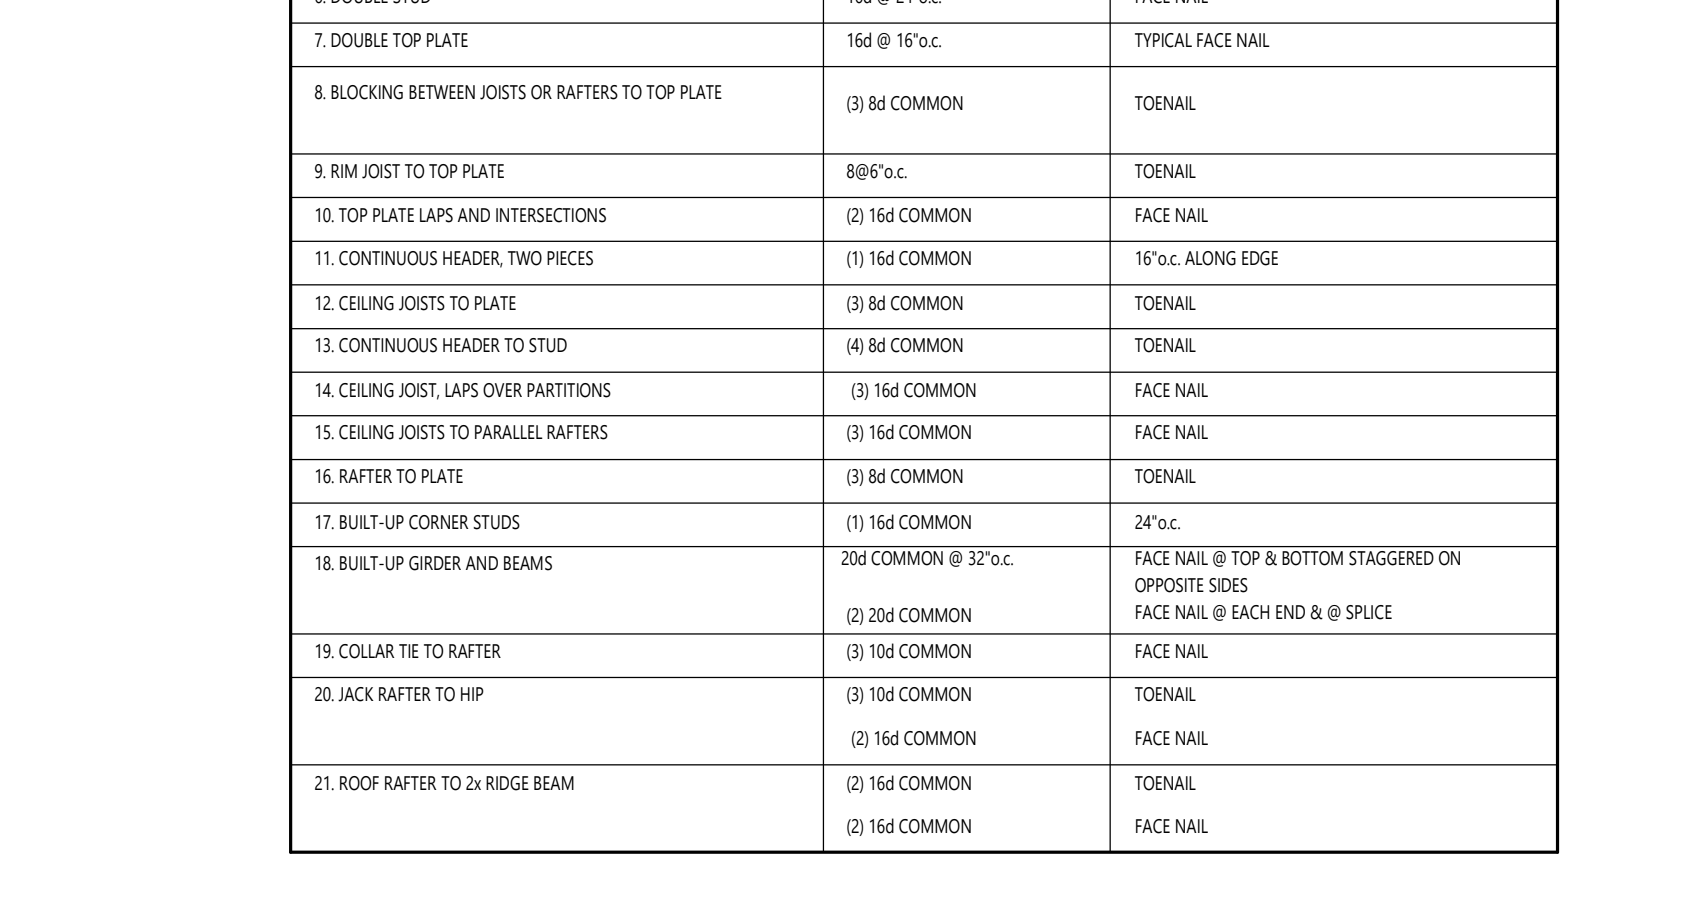 7. DOUBLE TOP PLATE 16d @ 16"o.c. TYPICAL FACE NAIL
8. BLOCKING BETWEEN JOISTS OR RAFTERS TO TOP PLATE (3) 8d COMMON TOENAIL
9. RIM JOIST TO TOP PLATE 8@6"o.c. TOENAIL
10. TOP PLATE LAPS AND INTERSECTIONS (2) 16d COMMON FACE NAIL
11. CONTINUOUS HEADER, TWO PIECES (1) 16d COMMON 16"o.c. ALONG EDGE
12. CEILING JOISTS TO PLATE (3) 8d COMMON TOENAIL
13. CONTINUOUS HEADER TO STUD (4) 8d COMMON TOENAIL
14. CEILING JOIST, LAPS OVER PARTITIONS (3) 16d COMMON FACE NAIL
15. CEILING JOISTS TO PARALLEL RAFTERS (3) 16d COMMON FACE NAIL
16. RAFTER TO PLATE (3) 8d COMMON TOENAIL
17. BUILT-UP CORNER STUDS (1) 16d COMMON 24"o.c.
18. BUILT-UP GIRDER AND BEAMS 20d COMMON @ 32"o.c. FACE NAIL @ TOP & BOTTOM STAGGERED ON
OPPOSITE SIDES
(2) 20d COMMON FACE NAIL @ EACH END & @ SPLICE
19. COLLAR TIE TO RAFTER (3) 10d COMMON FACE NAIL
20. JACK RAFTER TO HIP (3) 10d COMMON TOENAIL
(2) 16d COMMON FACE NAIL
21. ROOF RAFTER TO 2x RIDGE BEAM (2) 16d COMMON TOENAIL
(2) 16d COMMON FACE NAIL